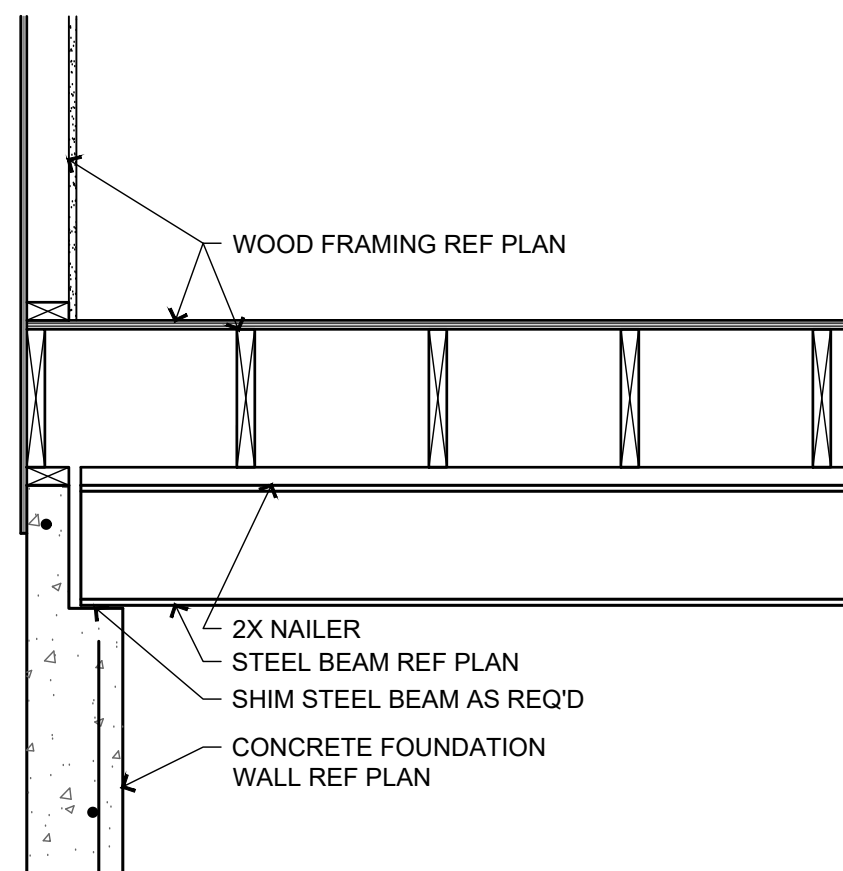 WOOD FRAMING REF PLAN
2X NAILER
STEEL BEAM REF PLAN
SHIM STEEL BEAM AS REQ'D
CONCRETE FOUNDATION
WALL REF PLAN